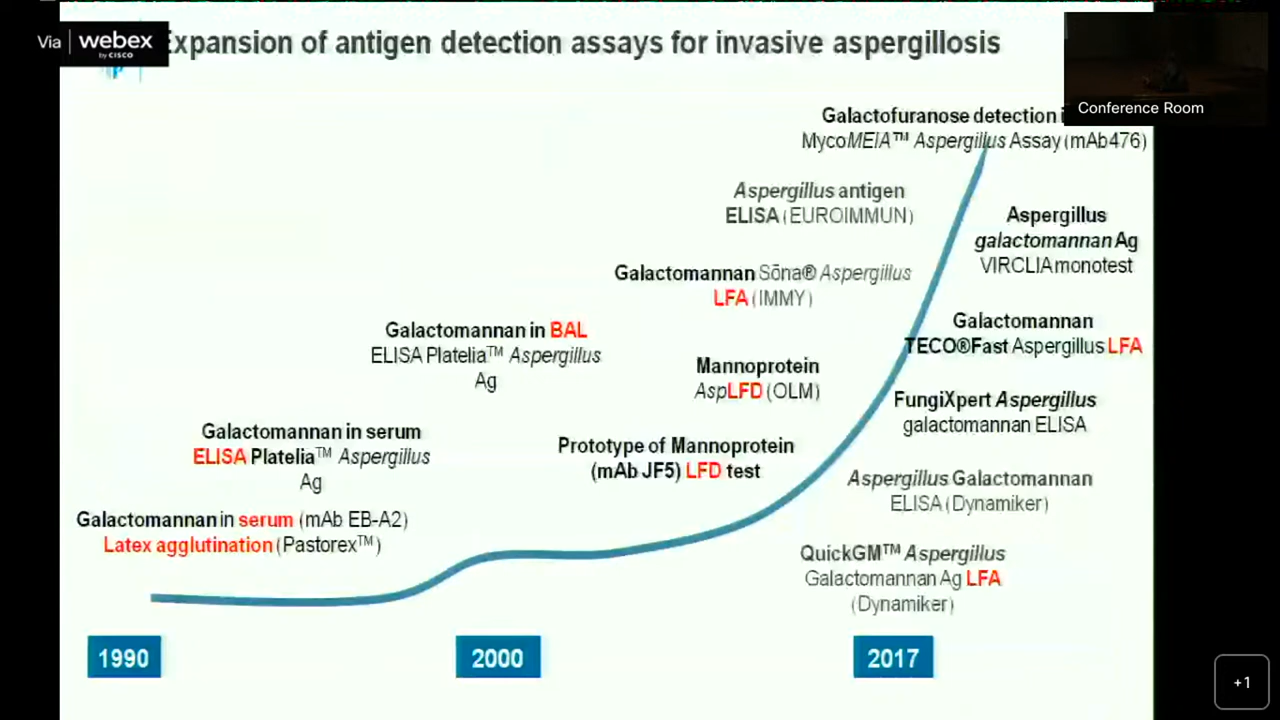 Via webex
by CISCO
Expansion of antigen detection assays for invasive aspergillosis
Conference Room
Galactofuranose detection
MycoMEIA™ Aspergillus Assay (mAb476)
Aspergillus antigen
ELISA (EUROIMMUN)
Aspergillus
galactomannan Ag
VIRCLIA monotest
Galactomannan Sōna® Aspergillus
LFA (IMMY)
Galactomannan in BAL
ELISA Platelia™ Aspergillus
Ag
Galactomannan
TECO®Fast Aspergillus LFA
Mannoprotein
AspLFD (OLM)
FungiXpert Aspergillus
galactomannan ELISA
Galactomannan in serum
ELISA Platelia™ Aspergillus
Ag
Prototype of Mannoprotein
(mAb JF5) LFD test
Aspergillus Galactomannan
ELISA (Dynamiker)
Galactomannan in serum (mAb EB-A2)
Latex agglutination (Pastorex™)
QuickGM™ Aspergillus
Galactomannan Ag LFA
(Dynamiker)
1990
2000
2017
+1